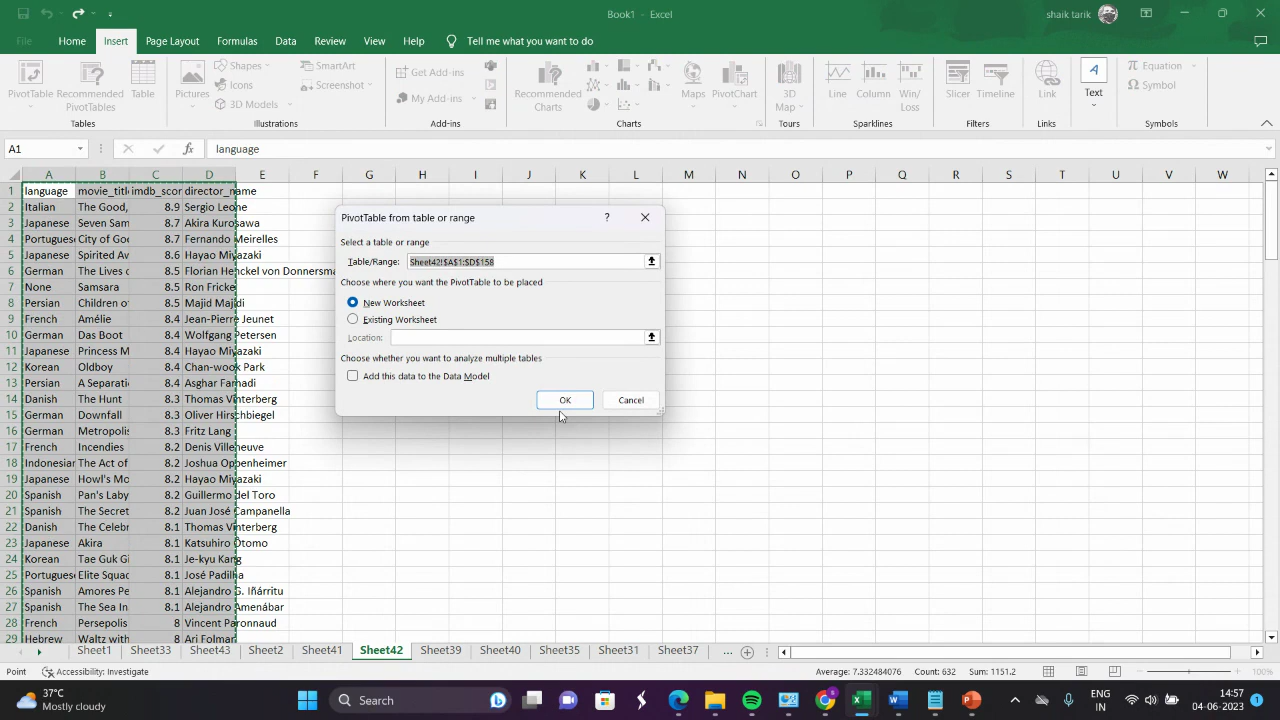 Book1 - Excel
shaik tarik
File Home Insert Page Layout Formulas Data Review View Help Tell me what you want to do
PivotTable
Recommended PivotTables
Table
Tables
Pictures
Shapes
Icons
3D Models
SmartArt
Screenshot
Illustrations
Get Add-ins
My Add-ins
Add-ins
Recommended Charts
Maps
PivotChart
Charts
3D Map
Tours
Line
Column
Win/Loss
Sparklines
Slicer
Timeline
Filters
Link
Links
Text
Equation
Symbol
Symbols
A1 fx language
A B C D E F G H I J K L M N O P Q R S T U V W
1 language movie_title imdb_scor director_name
2 Italian The Good, 8.9 Sergio Leone
3 Japanese Seven Sam 8.7 Akira Kurosawa
4 Portugues City of God 8.7 Fernando Meirelles
5 Japanese Spirited Aw 8.6 Hayao Miyazaki
6 German The Lives o 8.5 Florian Henckel von Donnersma
7 None Samsara 8.5 Ron Fricke
8 Persian Children of 8.5 Majid Majidi
9 French Amélie 8.4 Jean-Pierre Jeunet
10 German Das Boot 8.4 Wolfgang Petersen
11 Japanese Princess M 8.4 Hayao Miyazaki
12 Korean Oldboy 8.4 Chan-wook Park
13 Persian A Separatio 8.4 Asghar Farhadi
14 Danish The Hunt 8.3 Thomas Vinterberg
15 German Downfall 8.3 Oliver Hirschbiegel
16 German Metropolis 8.3 Fritz Lang
17 French Incendies 8.2 Denis Villeneuve
18 Indonesian The Act of 8.2 Joshua Oppenheimer
19 Japanese Howl's Mo 8.2 Hayao Miyazaki
20 Spanish Pan's Laby 8.2 Guillermo del Toro
21 Spanish The Secret 8.2 Juan José Campanella
22 Danish The Celebr 8.1 Thomas Vinterberg
23 Japanese Akira 8.1 Katsuhiro Ôtomo
24 Korean Tae Guk Gi 8.1 Je-kyu Kang
25 Portugues Elite Squad 8.1 José Padilha
26 Spanish Amores Pe 8.1 Alejandro G. Iñárritu
27 Spanish The Sea In 8.1 Alejandro Amenábar
28 French Persepolis 8 Vincent Paronnaud
29 Hebrew Waltz with 8 Ari Folman
PivotTable from table or range ?
Select a table or range
Table/Range: Sheet42!$A$1:$D$158
Choose where you want the PivotTable to be placed
New Worksheet
Existing Worksheet
Location:
Choose whether you want to analyze multiple tables
Add this data to the Data Model
OK Cancel
Sheet1 Sheet33 Sheet43 Sheet2 Sheet41 Sheet42 Sheet39 Sheet40 Sheet35 Sheet31 Sheet37 ...
Point Accessibility: Investigate Average: 7.332484076 Count: 632 Sum: 1151.2 100%
37°C
Mostly cloudy
Search
6
ENG
IN
14:57
04-06-2023
1